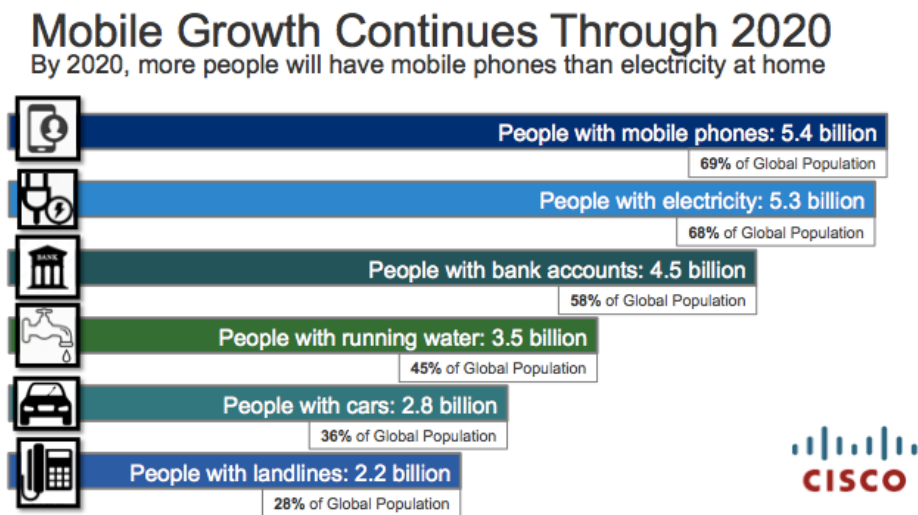 Mobile Growth Continues Through 2020
By 2020, more people will have mobile phones than electricity at home
People with mobile phones: 5.4 billion
69% of Global Population
People with electricity: 5.3 billion
68% of Global Population
BANK
People with bank accounts: 4.5 billion
58% of Global Population
People with running water: 3.5 billion
45% of Global Population
People with cars: 2.8 billion
36% of Global Population
People with landlines: 2.2 billion
28% of Global Population
CISCO